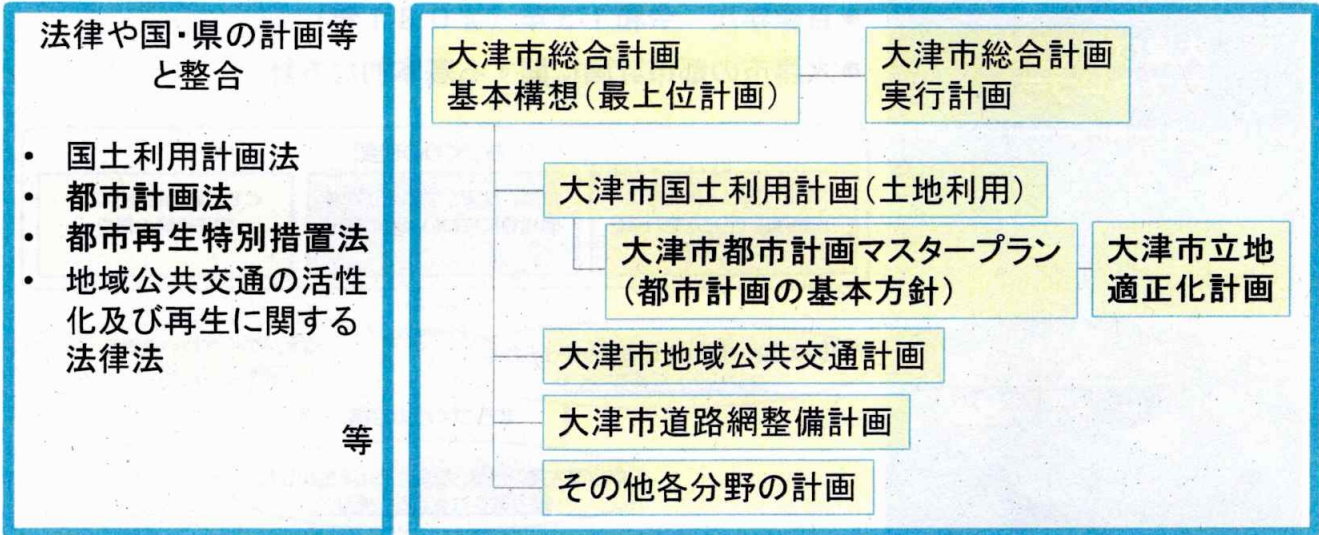 法律や国・県の計画等
と整合
• 国土利用計画法
• 都市計画法
• 都市再生特別措置法
• 地域公共交通の活性
化及び再生に関する
法律法
等
大津市総合計画
基本構想(最上位計画)
大津市総合計画
実行計画
大津市国土利用計画(土地利用)
大津市都市計画マスタープラン
(都市計画の基本方針)
大津市立地
適正化計画
大津市地域公共交通計画
大津市道路網整備計画
その他各分野の計画